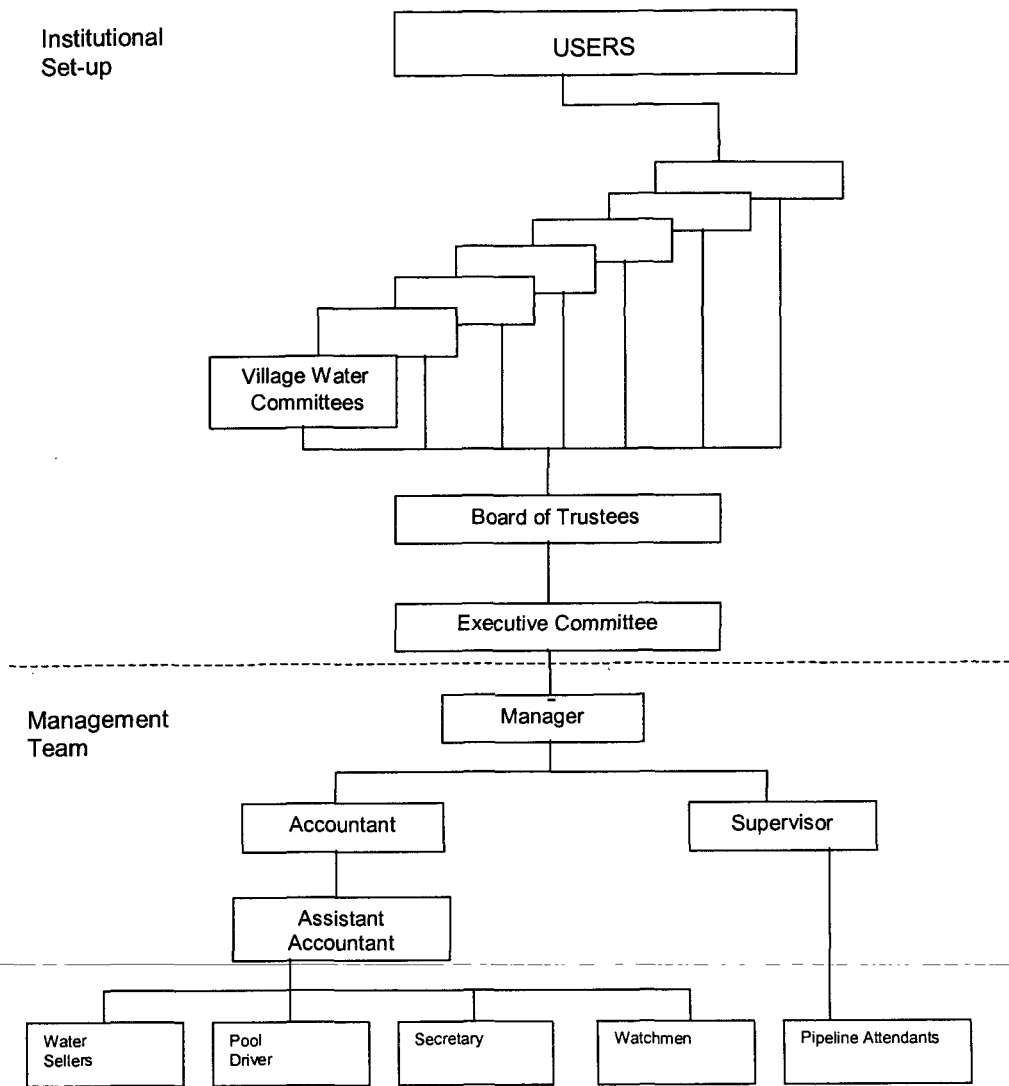 Institutional
Set-up
USERS
Village Water
Committees
Board of Trustees
Executive Committee
Management
Team
Manager
Accountant
Supervisor
Assistant
Accountant
Water
Sellers
Pool
Driver
Secretary
Watchmen
Pipeline Attendants